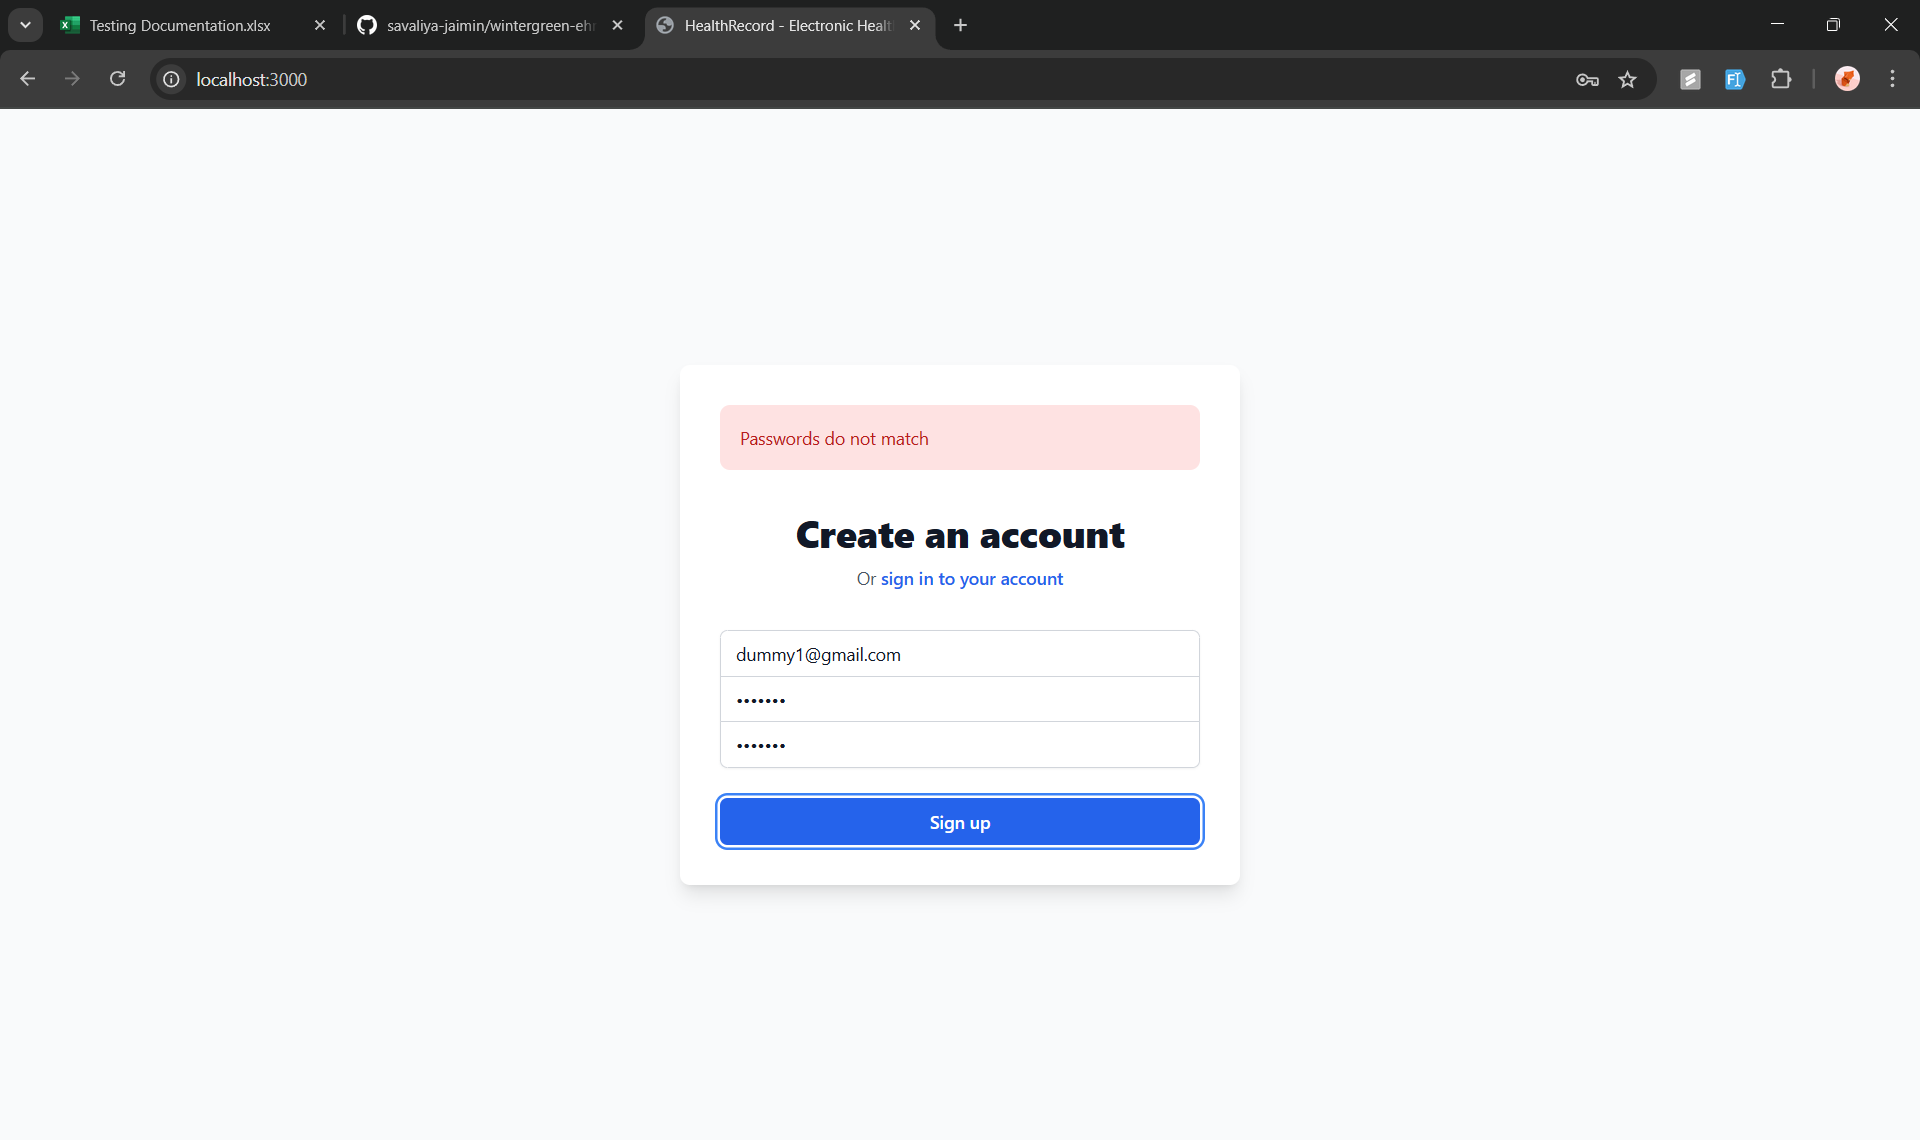 Testing Documentation.xlsx
savaliya-jaimin/wintergreen-eh
HealthRecord - Electronic Healt
localhost:3000
Passwords do not match
Create an account
Or sign in to your account
dummy1@gmail.com
•••••••
•••••••
Sign up